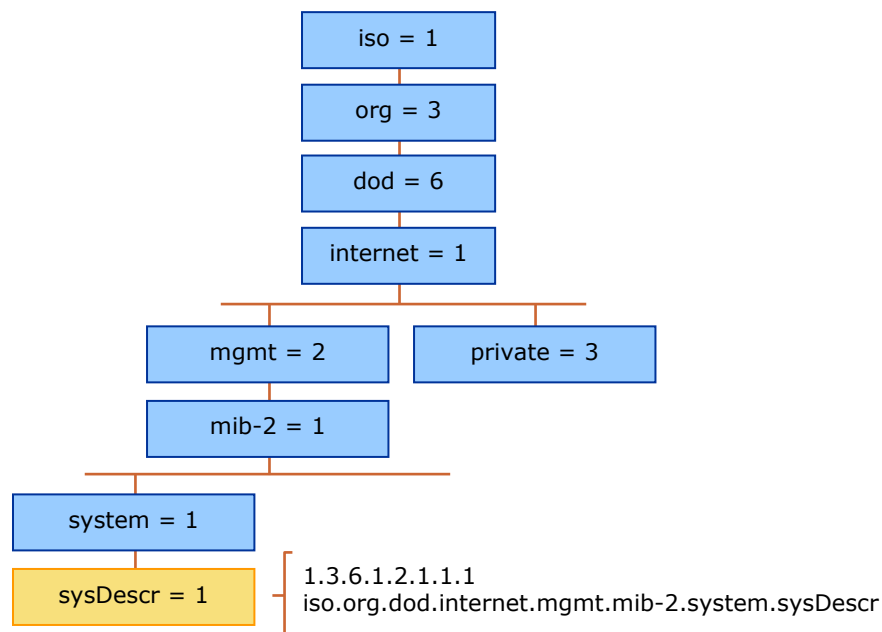 iso = 1
org = 3
dod = 6
internet = 1
mgmt = 2
private = 3
mib-2 = 1
system = 1
sysDescr = 1
1.3.6.1.2.1.1.1
iso.org.dod.internet.mgmt.mib-2.system.sysDescr